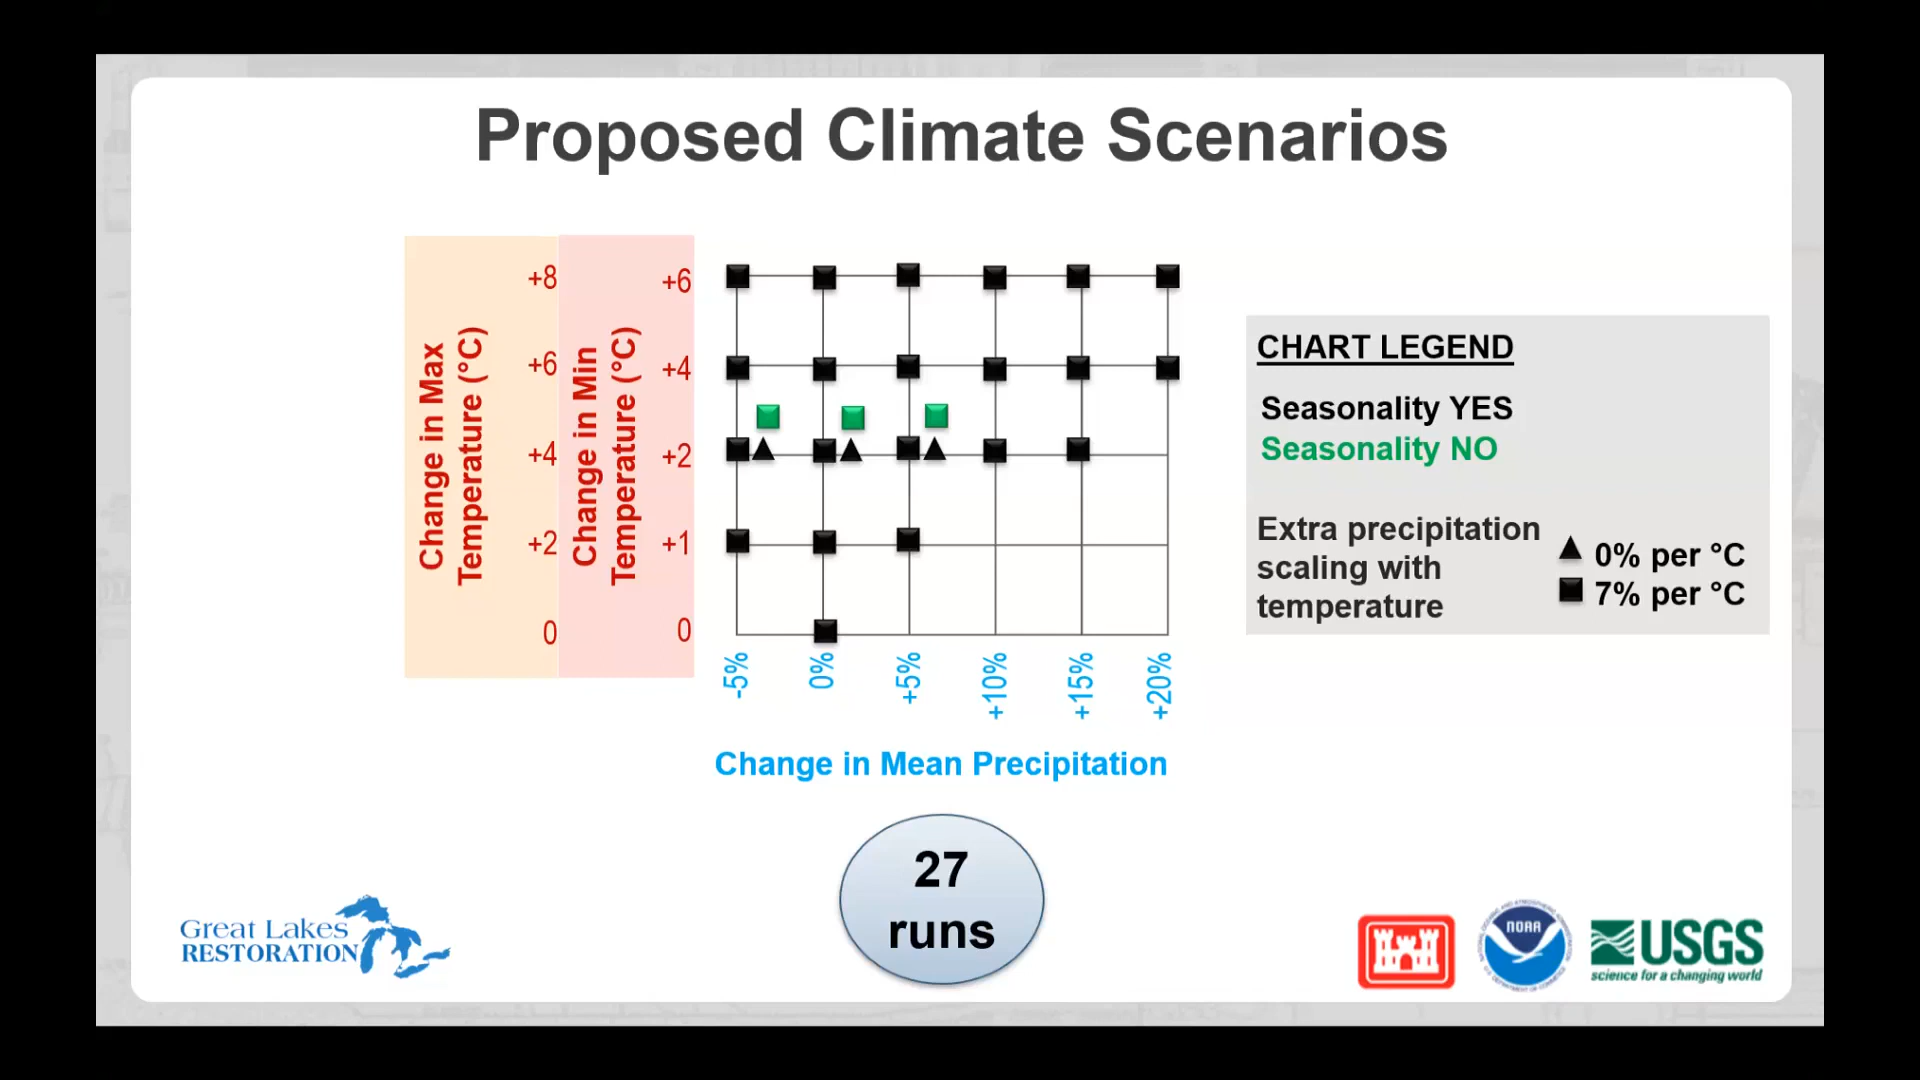 Proposed Climate Scenarios
Change in Max
Temperature (°C)
+8
+6
+4
+2
0
Change in Min
Temperature (°C)
+6
+4
+2
+1
0
-5%
0%
+5%
+10%
+15%
+20%
Change in Mean Precipitation
CHART LEGEND
Seasonality YES
Seasonality NO
Extra precipitation
scaling with
temperature
0% per °C
7% per °C
27
runs
Great Lakes
RESTORATION
NOAA
USGS
science for a changing world